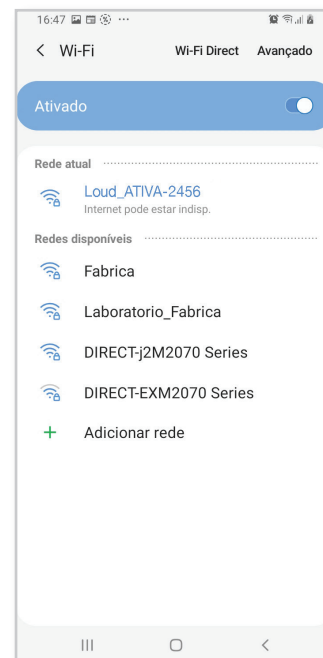 16:47
Wi-Fi Wi-Fi Direct Avançado
Ativado
Rede atual
Loud_ATIVA-2456
Internet pode estar indisp.
Redes disponíveis
Fabrica
Laboratorio_Fabrica
DIRECT-j2M2070 Series
DIRECT-EXM2070 Series
+ Adicionar rede